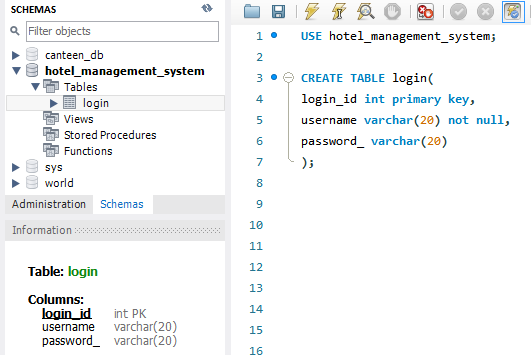 SCHEMAS
Filter objects
canteen_db
hotel_management_system
Tables
login
Views
Stored Procedures
Functions
sys
world
Administration Schemas
Information
Table: login
Columns:
login_id int PK
username varchar(20)
password_ varchar(20)
1 USE hotel_management_system;
2
3 CREATE TABLE login(
4 login_id int primary key,
5 username varchar(20) not null,
6 password_ varchar(20)
7 );
8
9
10
11
12
13
14
15
16